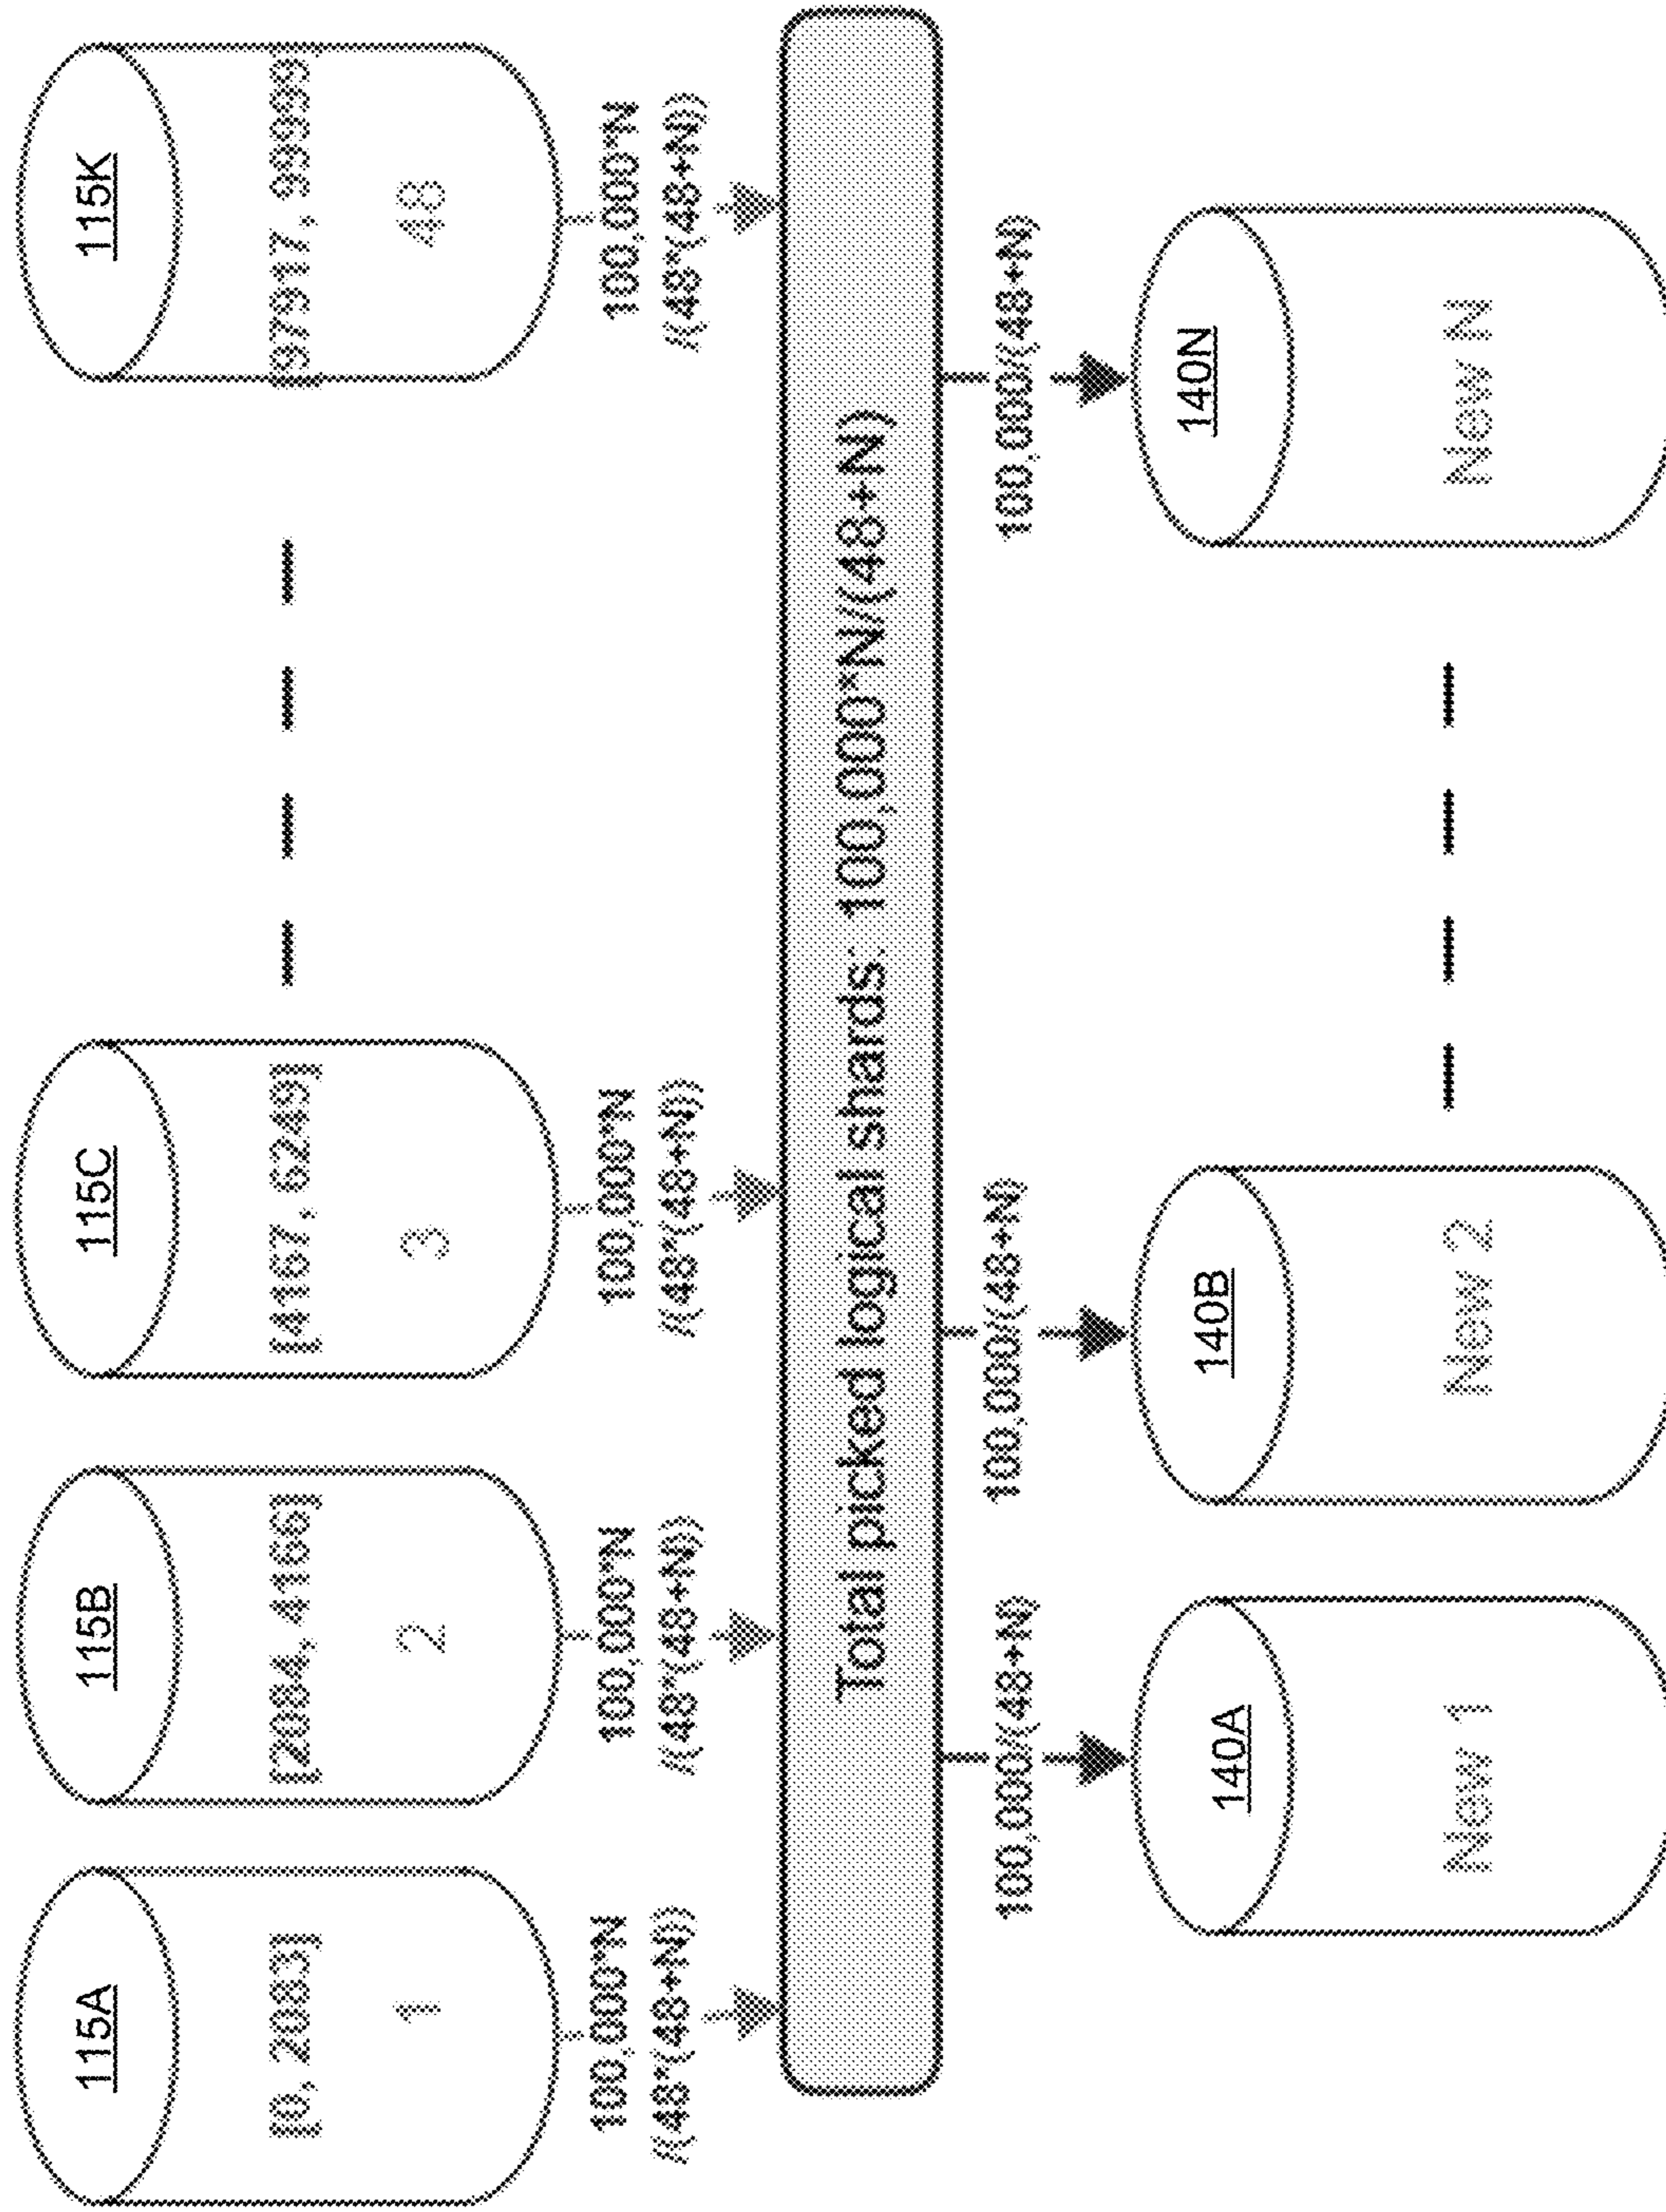 115A
[0, 2083]
1
115B
[2084, 4166]
2
115C
[4167, 6249]
3
115K
[97917, 99999]
48
100,000*N
/(48*(48+N))
100,000*N
/(48*(48+N))
100,000*N
/(48*(48+N))
100,000*N
/(48*(48+N))
Total picked logical shards: 100,000*N/(48+N)
100,000/(48+N)
100,000/(48+N)
100,000/(48+N)
140A
New 1
140B
New 2
140N
New N